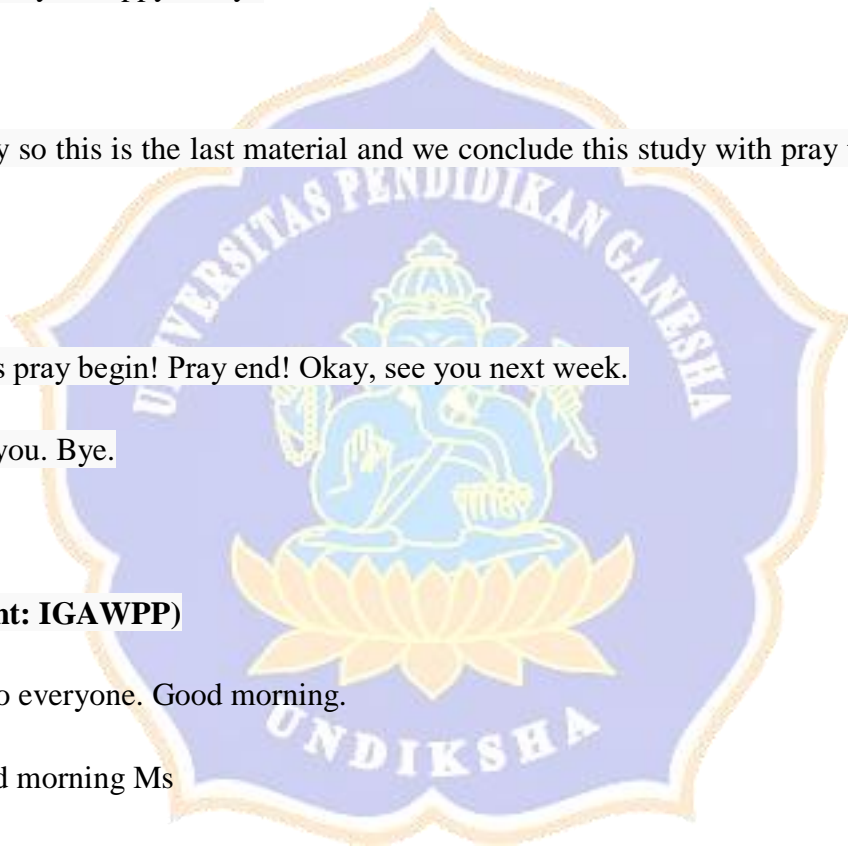 y so this is the last material and we conclude this study with pray
UNIVERSITAS PENDIDIKAN GANESHA
s pray begin! Pray end! Okay, see you next week.
you. Bye.
nt: IGAWPP)
o everyone. Good morning.
UNDIKSHA
d morning Ms